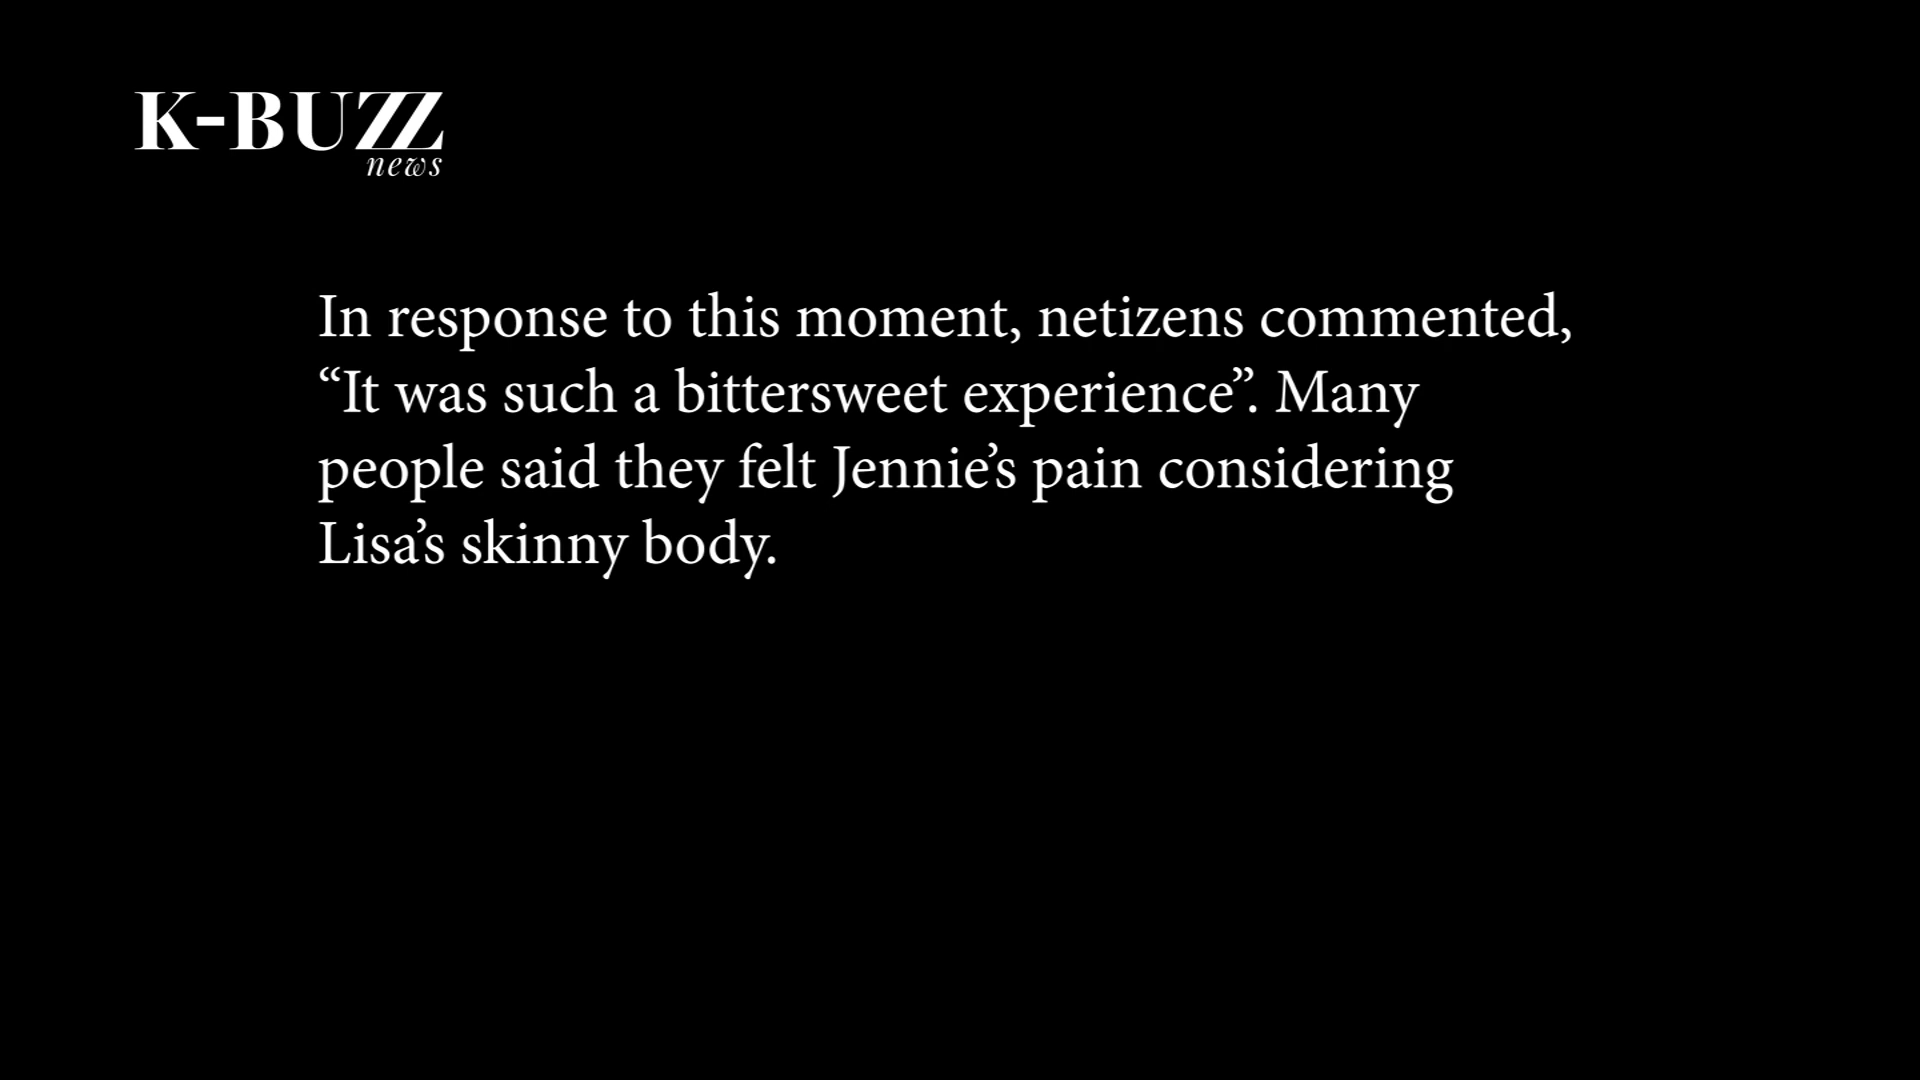 K-BUZZ
news
In response to this moment, netizens commented,
“It was such a bittersweet experience”. Many
people said they felt Jennie’s pain considering
Lisa’s skinny body.